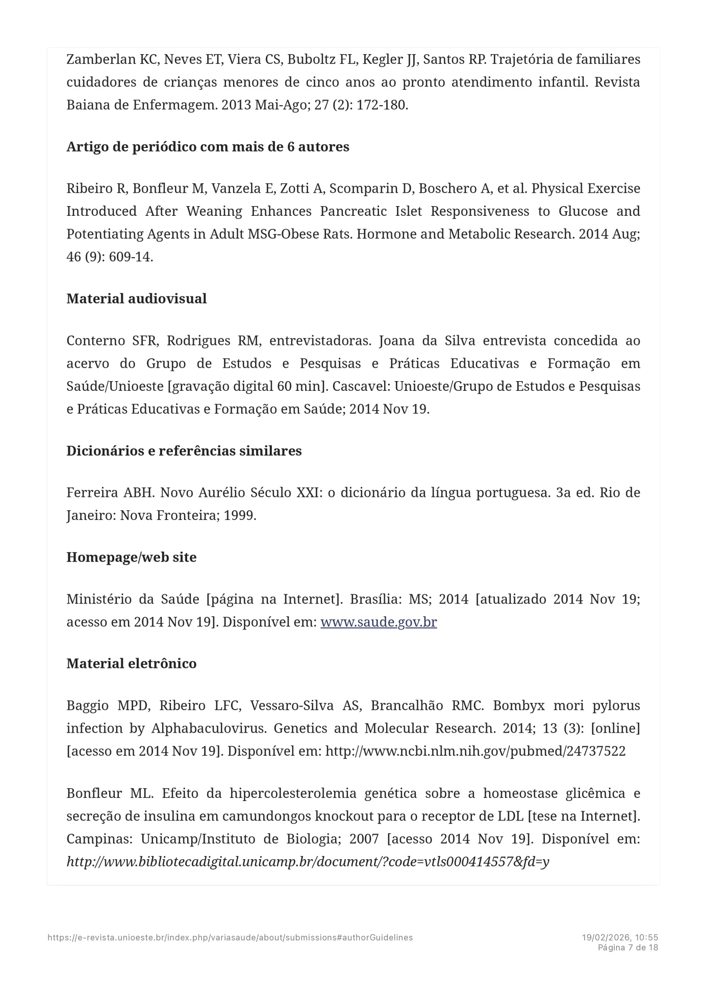 Zamberlan KC, Neves ET, Viera CS, Buboltz FL, Kegler JJ, Santos RP. Trajetória de familiares
cuidadores de crianças menores de cinco anos ao pronto atendimento infantil. Revista
Baiana de Enfermagem. 2013 Mai-Ago; 27 (2): 172-180.
Artigo de periódico com mais de 6 autores
Ribeiro R, Bonfleur M, Vanzela E, Zotti A, Scomparin D, Boschero A, et al. Physical Exercise
Introduced After Weaning Enhances Pancreatic Islet Responsiveness to Glucose and
Potentiating Agents in Adult MSG-Obese Rats. Hormone and Metabolic Research. 2014 Aug;
46 (9): 609-14.
Material audiovisual
Conterno SFR, Rodrigues RM, entrevistadoras. Joana da Silva entrevista concedida ao
acervo do Grupo de Estudos e Pesquisas e Práticas Educativas e Formação em
Saúde/Unioeste [gravação digital 60 min]. Cascavel: Unioeste/Grupo de Estudos e Pesquisas
e Práticas Educativas e Formação em Saúde; 2014 Nov 19.
Dicionários e referências similares
Ferreira ABH. Novo Aurélio Século XXI: o dicionário da língua portuguesa. 3a ed. Rio de
Janeiro: Nova Fronteira; 1999.
Homepage/web site
Ministério da Saúde [página na Internet]. Brasília: MS; 2014 [atualizado 2014 Nov 19;
acesso em 2014 Nov 19]. Disponível em: www.saude.gov.br
Material eletrônico
Baggio MPD, Ribeiro LFC, Vessaro-Silva AS, Brancalhão RMC. Bombyx mori pylorus
infection by Alphabaculovirus. Genetics and Molecular Research. 2014; 13 (3): [online]
[acesso em 2014 Nov 19]. Disponível em: http://www.ncbi.nlm.nih.gov/pubmed/24737522
Bonfleur ML. Efeito da hipercolesterolemia genética sobre a homeostase glicêmica e
secreção de insulina em camundongos knockout para o receptor de LDL [tese na Internet].
Campinas: Unicamp/Instituto de Biologia; 2007 [acesso 2014 Nov 19]. Disponível em:
http://www.bibliotecadigital.unicamp.br/document/?code=vtls000414557&fd=y
https://e-revista.unioeste.br/index.php/variasaude/about/submissions#authorGuidelines
19/02/2026, 10:55
Página 7 de 18